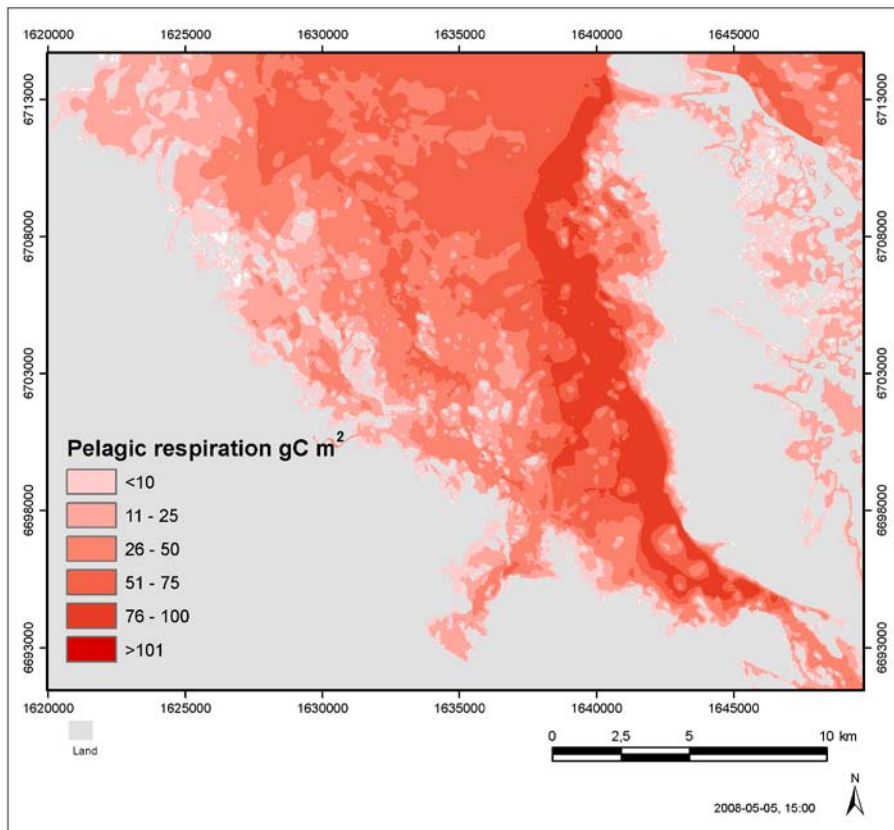 1620000 1625000 1630000 1635000 1640000 1645000
6713000 6713000
6708000 6708000
6703000 6703000
Pelagic respiration gC m²
<10
11 - 25
26 - 50
51 - 75
76 - 100
>101
6698000 6698000
6693000 6693000
1620000 1625000 1630000 1635000 1640000 1645000
Land
0 2,5 5 10 km
N
2008-05-05, 15:00